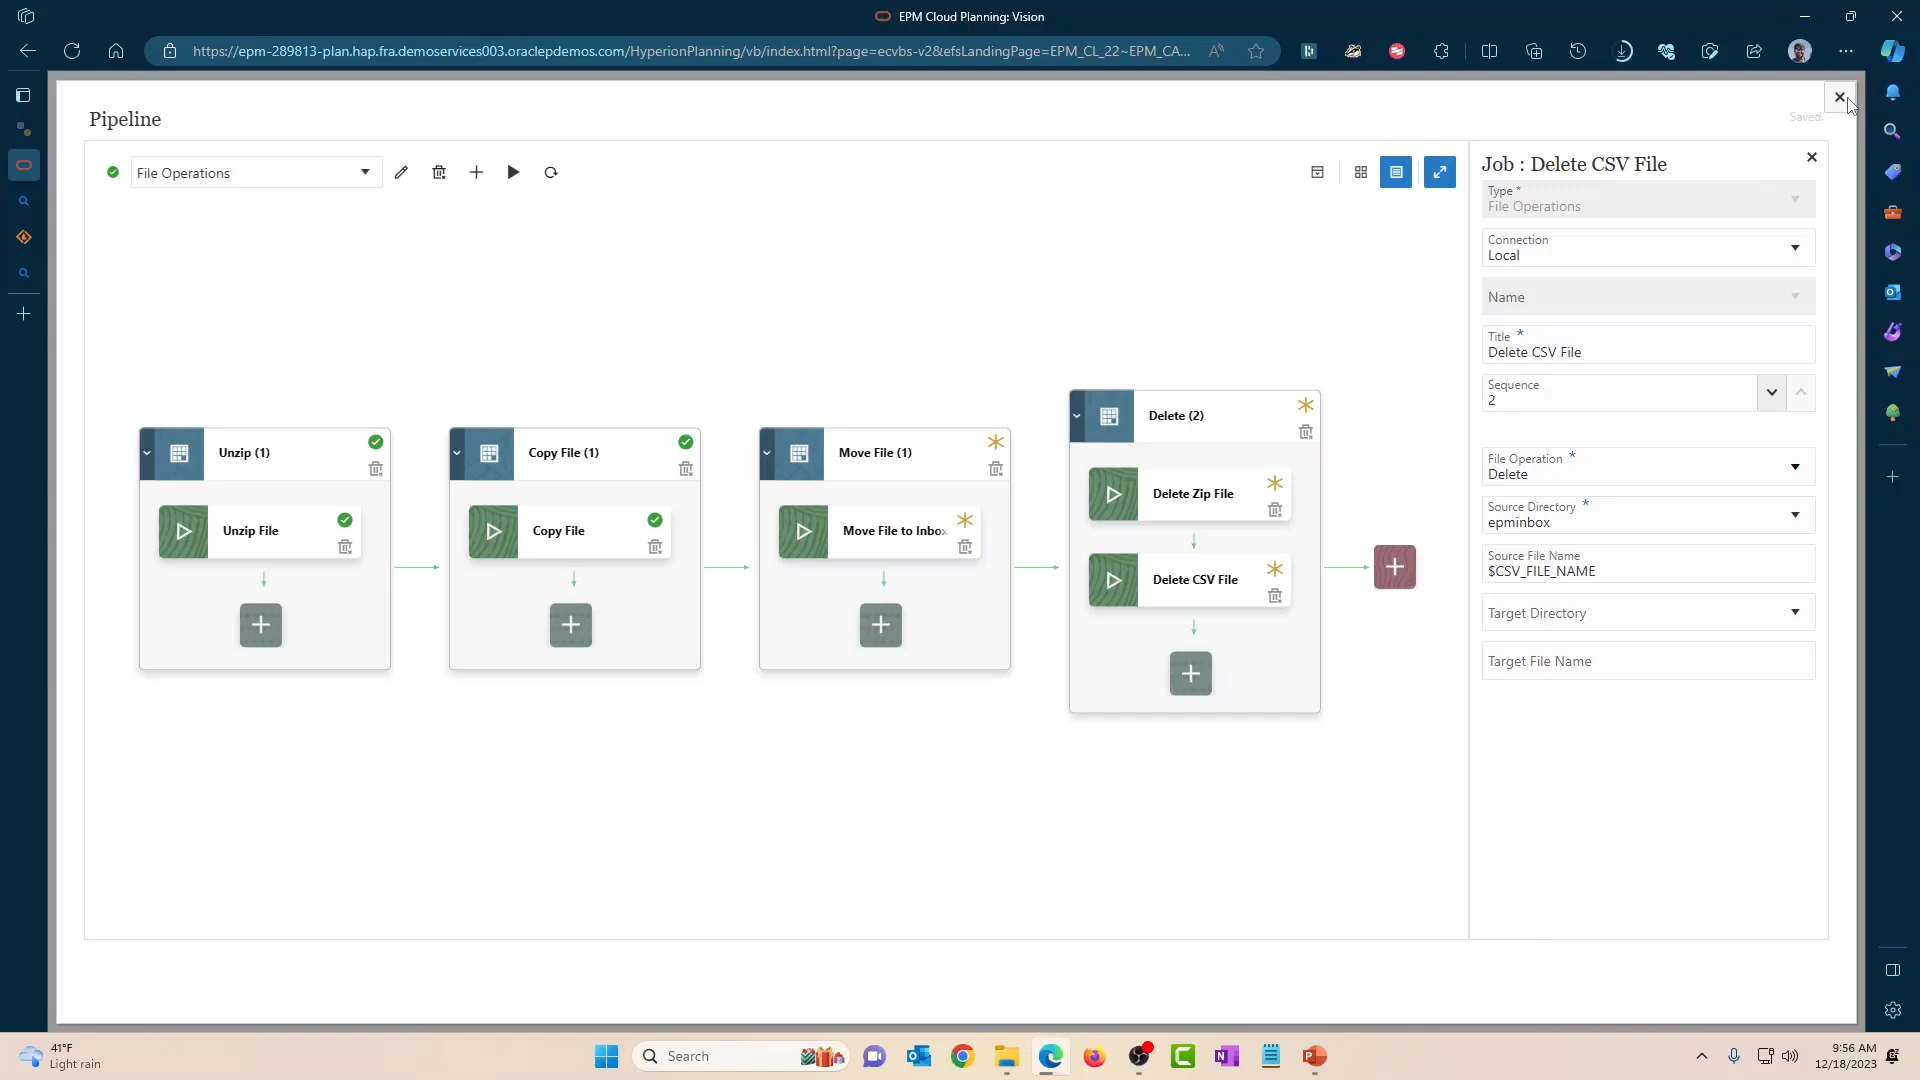 EPM Cloud Planning: Vision
https://epm-289813-plan.hap.fra.demoservices003.oraclepdemos.com/HyperionPlanning/vb/index.html?page=ecvbs-v2&efsLandingPage=EPM_CL_22~EPM_CA...
Pipeline
Saved.
File Operations
Job : Delete CSV File
Type *
File Operations
Connection
Local
Name
Title *
Delete CSV File
Sequence
2
File Operation *
Delete
Source Directory *
epminbox
Source File Name
$CSV_FILE_NAME
Target Directory
Target File Name
Unzip (1)
Unzip File
Copy File (1)
Copy File
Move File (1)
Move File to Inbox
Delete (2)
Delete Zip File
Delete CSV File
41°F
Light rain
Search
9:56 AM
12/18/2023